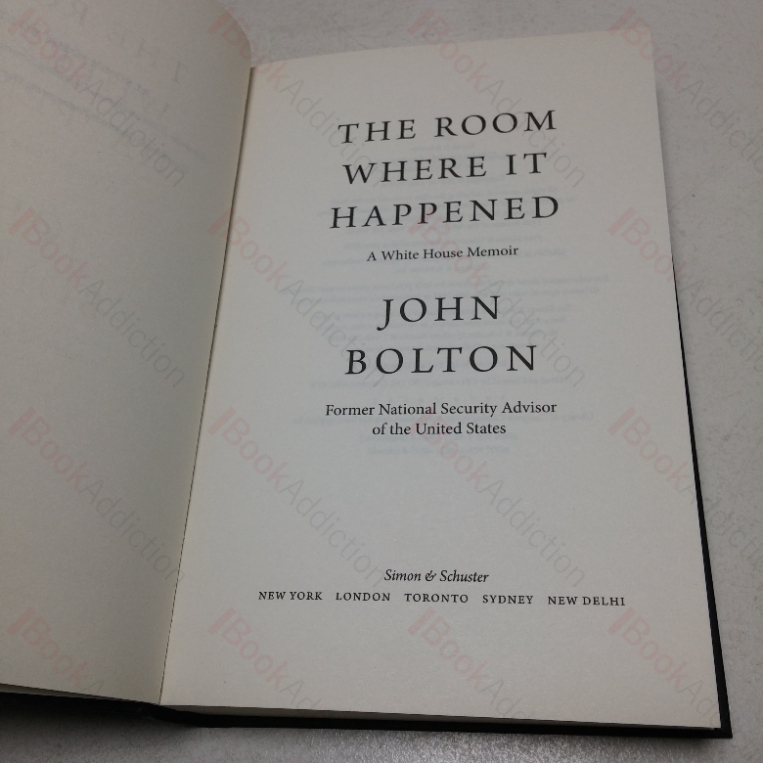 THE ROOM
WHERE IT
HAPPENED
A White House Memoir
JOHN
BOLTON
Former National Security Advisor
of the United States
Simon & Schuster
NEW YORK LONDON TORONTO SYDNEY NEW DELHI
BookAddiction